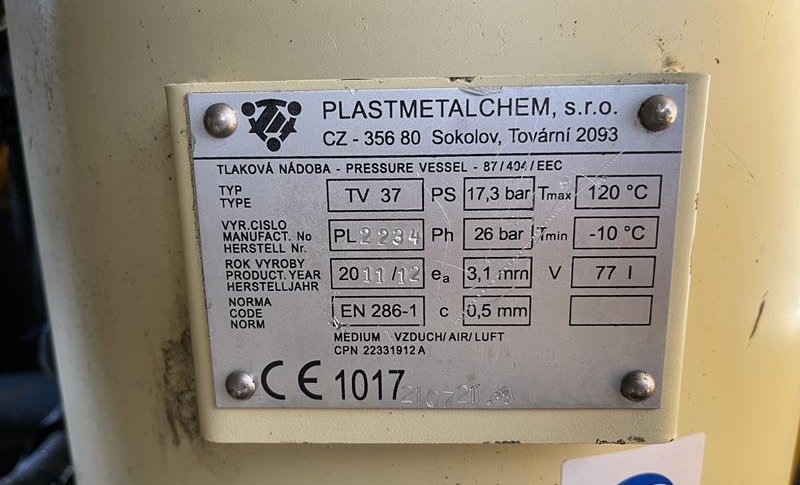 PLASTMETALCHEM, s.r.o.
CZ - 356 80 Sokolov, Tovární 2093
TLAKOVÁ NÁDOBA - PRESSURE VESSEL - 87/404/EEC
TYP
TYPE
TV 37 PS 17,3 bar Tmax 120 °C
VYR.CISLO
MANUFACT. No
HERSTELL Nr.
PL2234 Ph 26 bar Tmin -10 °C
ROK VYROBY
PRODUCT.YEAR
HERSTELLJAHR
2011/12 ea 3,1 mm V 77 l
NORMA
CODE
NORM
EN 286-1 c 0,5 mm
MEDIUM VZDUCH/AIR/LUFT
CPN 22331912 A
CE 1017